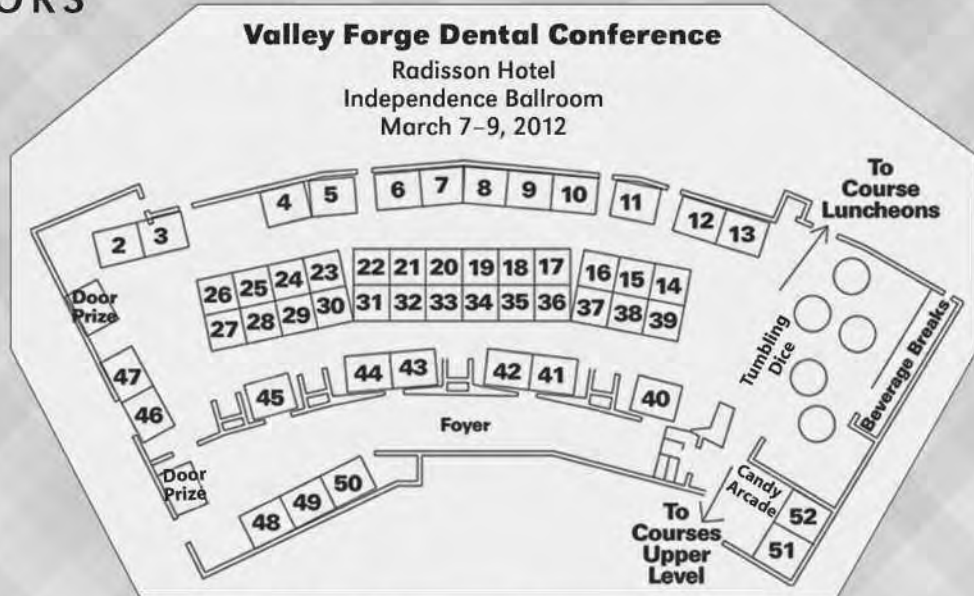 ORS
Valley Forge Dental Conference
Radisson Hotel
Independence Ballroom
March 7–9, 2012
To
Course
Luncheons
2 3 4 5 6 7 8 9 10 11 12 13
26 25 24 23 22 21 20 19 18 17 16 15 14
27 28 29 30 31 32 33 34 35 36 37 38 39
Door
Prize
47
46
45 44 43 42 41 40
Tumbling
Dice
Beverage Breaks
Foyer
Door
Prize
48 49 50
Candy
Arcade
52
51
To
Courses
Upper
Level